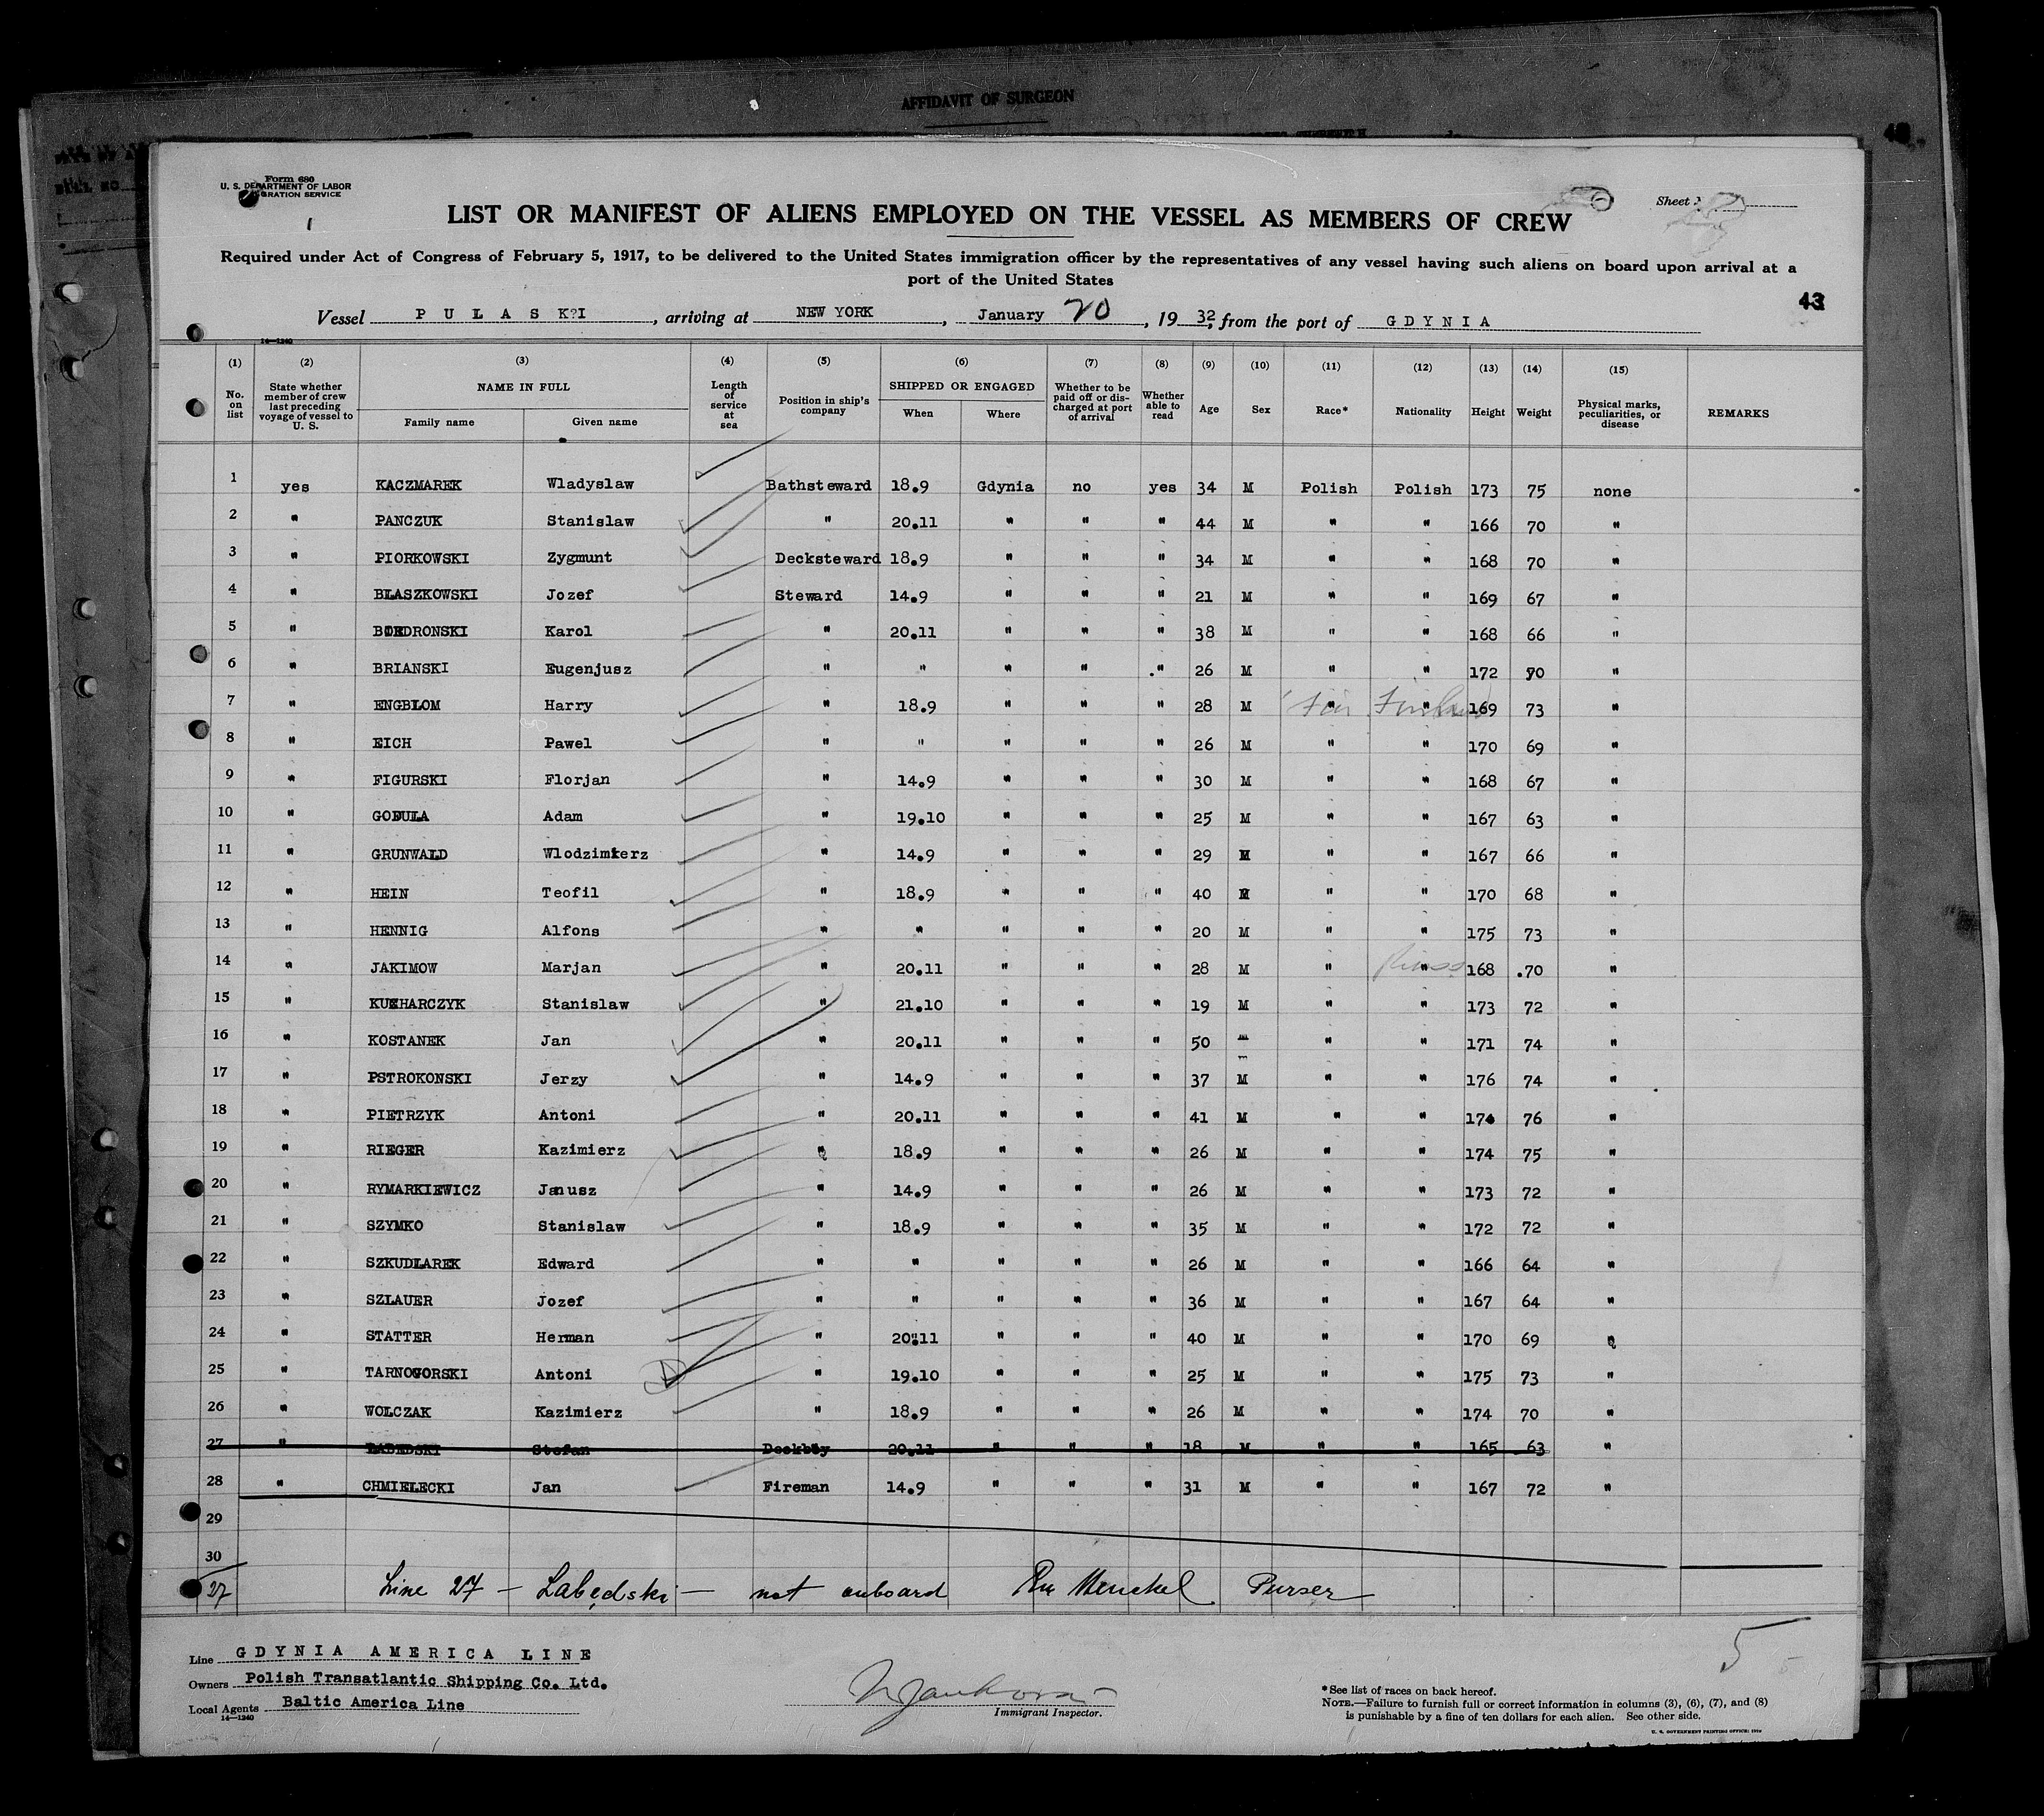 AFFIDAVIT OF SURGEON
Form 680
U. S. DEPARTMENT OF LABOR
GRATION SERVICE
Sheet
LIST OR MANIFEST OF ALIENS EMPLOYED ON THE VESSEL AS MEMBERS OF CREW
Required under Act of Congress of February 5, 1917, to be delivered to the United States immigration officer by the representatives of any vessel having such aliens on board upon arrival at a
port of the United States
43
Vessel P U L A S K?I, arriving at NEW YORK, January 20, 1932, from the port of G D Y N I A
14—1240
(1) (2) (3) (4) (5) (6) (7) (8) (9) (10) (11) (12) (13) (14) (15)
No. on list State whether member of crew last preceding voyage of vessel to U. S. NAME IN FULL Family name Given name Length of service at sea Position in ship's company SHIPPED OR ENGAGED When Where Whether to be paid off or discharged at port of arrival Whether able to read Age Sex Race* Nationality Height Weight Physical marks, peculiarities, or disease REMARKS
1 yes KACZMAREK Wladyslaw Bathsteward 18.9 Gdynia no yes 34 M Polish Polish 173 75 none
2 " PANCZUK Stanislaw " 20.11 " " " 44 M " " 166 70 "
3 " PIORKOWSKI Zygmunt Decksteward 18.9 " " " 34 M " " 168 70 "
4 " BLASZKOWSKI Jozef Steward 14.9 " " " 21 M " " 169 67 "
5 " BIEDRONSKI Karol " 20.11 " " " 38 M " " 168 66 "
6 " BRIANSKI Eugenjusz " " " " " 26 M " " 172 70 "
7 " ENGBLOM Harry " 18.9 " " " 28 M " Fin " Finland 169 73 "
8 " EICH Pawel " " " " " 26 M " " 170 69 "
9 " FIGURSKI Florjan " 14.9 " " " 30 M " " 168 67 "
10 " GODULA Adam " 19.10 " " " 25 M " " 167 63 "
11 " GRUNWALD Wlodzimierz " 14.9 " " " 29 M " " 167 66 "
12 " HEIN Teofil " 18.9 " " " 40 M " " 170 68 "
13 " HENNIG Alfons " " " " " 20 M " " 175 73 "
14 " JAKIMOW Marjan " 20.11 " " " 28 M " " Russ 168 .70 "
15 " KUCHARCZYK Stanislaw " 21.10 " " " 19 M " " 173 72 "
16 " KOSTANEK Jan " 20.11 " " " 50 " " " 171 74 "
17 " PSTROKONSKI Jerzy " 14.9 " " " 37 M " " 176 74 "
18 " PIETRZYK Antoni " 20.11 " " " 41 M " " 174 76 "
19 " RIEGER Kazimierz " 18.9 " " " 26 M " " 174 75 "
20 " RYMARKIEWICZ Janusz " 14.9 " " " 26 M " " 173 72 "
21 " SZYMKO Stanislaw " 18.9 " " " 35 M " " 172 72 "
22 " SZKUDLAREK Edward " " " " " 26 M " " 166 64 "
23 " SZLAUER Jozef " " " " " 36 M " " 167 64 "
24 " STATTER Herman " 20.11 " " " 40 M " " 170 69 "
25 " TARNOGORSKI Antoni " 19.10 " " " 25 M " " 175 73 "
26 " WOLCZAK Kazimierz " 18.9 " " " 26 M " " 174 70 "
27 " LABEDSKI Stefan Deckboy 20.11 " " " 18 M " " 165 63 "
28 " CHMIELECKI Jan Fireman 14.9 " " " 31 M " " 167 72 "
29
30
27 Line 27 – Labędski – not onboard Purser
Line G D Y N I A A M E R I C A L I N E
Owners Polish Transatlantic Shipping Co. Ltd.
Local Agents Baltic America Line
14—1240
Immigrant Inspector.
5
*See list of races on back hereof.
NOTE.—Failure to furnish full or correct information in columns (3), (6), (7), and (8)
is punishable by a fine of ten dollars for each alien. See other side.
U. S. GOVERNMENT PRINTING OFFICE: